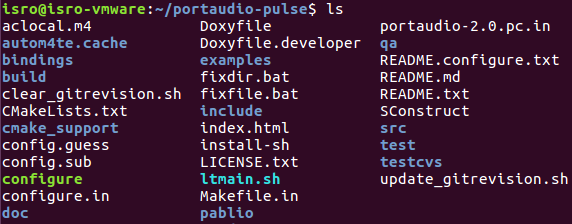 isro@isro-vmware:~/portaudio-pulse$ ls
aclocal.m4 Doxyfile portaudio-2.0.pc.in
autom4te.cache Doxyfile.developer qa
bindings examples README.configure.txt
build fixdir.bat README.md
clear_gitrevision.sh fixfile.bat README.txt
CMakeLists.txt include SConstruct
cmake_support index.html src
config.guess install-sh test
config.sub LICENSE.txt testcvs
configure ltmain.sh update_gitrevision.sh
configure.in Makefile.in
doc pablio